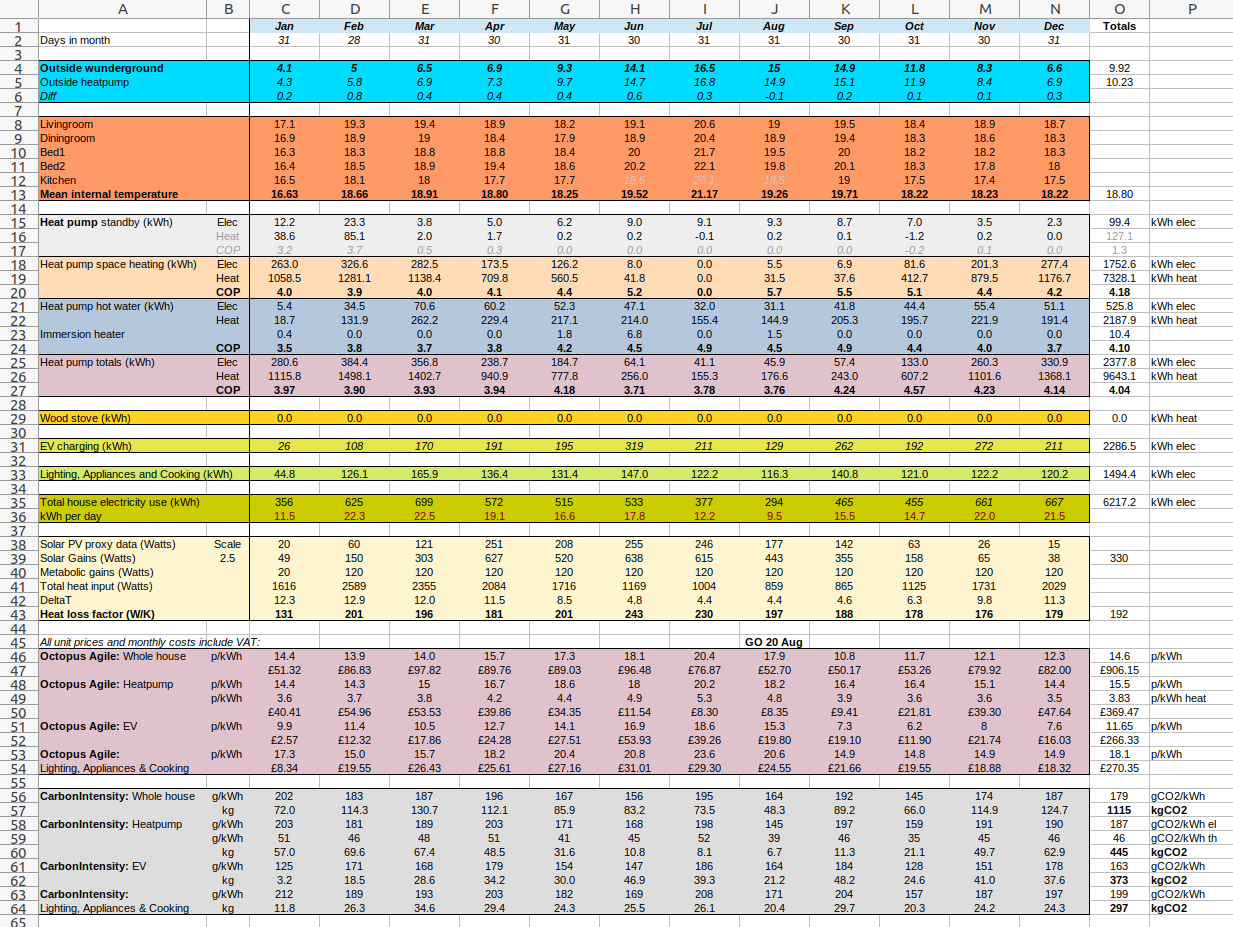 A B C D E F G H I J K L M N O P
1 Jan Feb Mar Apr May Jun Jul Aug Sep Oct Nov Dec Totals
2 Days in month 31 28 31 30 31 30 31 31 30 31 30 31
3
4 Outside wunderground 4.1 5 6.5 6.9 9.3 14.1 16.5 15 14.9 11.8 8.3 6.6 9.92
5 Outside heatpump 4.3 5.8 6.9 7.3 9.7 14.7 16.8 14.9 15.1 11.9 8.4 6.9 10.23
6 Diff 0.2 0.8 0.4 0.4 0.4 0.6 0.3 -0.1 0.2 0.1 0.1 0.3
7
8 Livingroom 17.1 19.3 19.4 18.9 18.2 19.1 20.6 19 19.5 18.4 18.9 18.7
9 Diningroom 16.9 18.9 19 18.4 17.9 18.9 20.4 18.9 19.4 18.3 18.6 18.3
10 Bed1 16.3 18.3 18.8 18.8 18.4 20 21.7 19.5 20 18.2 18.2 18.3
11 Bed2 16.4 18.5 18.9 19.4 18.6 20.2 22.1 19.8 20.1 18.3 17.8 18
12 Kitchen 16.5 18.1 18 17.7 17.7 18.6 20.1 18.5 19 17.5 17.4 17.5
13 Mean internal temperature 16.63 18.66 18.91 18.80 18.25 19.52 21.17 19.26 19.71 18.22 18.23 18.22 18.80
14
15 Heat pump standby (kWh) Elec 12.2 23.3 3.8 5.0 6.2 9.0 9.1 9.3 8.7 7.0 3.5 2.3 99.4 kWh elec
16 Heat 38.6 85.1 2.0 1.7 0.2 0.2 -0.1 0.2 0.1 -1.2 0.2 0.0 127.1
17 COP 3.2 3.7 0.5 0.3 0.0 0.0 0.0 0.0 0.0 -0.2 0.1 0.0 1.3
18 Heat pump space heating (kWh) Elec 263.0 326.6 282.5 173.5 126.2 8.0 0.0 5.5 6.9 81.6 201.3 277.4 1752.6 kWh elec
19 Heat 1058.5 1281.1 1138.4 709.8 560.5 41.8 0.0 31.5 37.6 412.7 879.5 1176.7 7328.1 kWh heat
20 COP 4.0 3.9 4.0 4.1 4.4 5.2 0.0 5.7 5.5 5.1 4.4 4.2 4.18
21 Heat pump hot water (kWh) Elec 5.4 34.5 70.6 60.2 52.3 47.1 32.0 31.1 41.8 44.4 55.4 51.1 525.8 kWh elec
22 Heat 18.7 131.9 262.2 229.4 217.1 214.0 155.4 144.9 205.3 195.7 221.9 191.4 2187.9 kWh heat
23 Immersion heater 0.4 0.0 0.0 0.0 1.8 6.8 0.0 1.5 0.0 0.0 0.0 0.0 10.4
24 COP 3.5 3.8 3.7 3.8 4.2 4.5 4.9 4.5 4.9 4.4 4.0 3.7 4.10
25 Heat pump totals (kWh) Elec 280.6 384.4 356.8 238.7 184.7 64.1 41.1 45.9 57.4 133.0 260.3 330.9 2377.8 kWh elec
26 Heat 1115.8 1498.1 1402.7 940.9 777.8 256.0 155.3 176.6 243.0 607.2 1101.6 1368.1 9643.1 kWh heat
27 COP 3.97 3.90 3.93 3.94 4.18 3.71 3.78 3.76 4.24 4.57 4.23 4.14 4.04
28
29 Wood stove (kWh) 0.0 0.0 0.0 0.0 0.0 0.0 0.0 0.0 0.0 0.0 0.0 0.0 0.0 kWh heat
30
31 EV charging (kWh) 26 108 170 191 195 319 211 129 262 192 272 211 2286.5 kWh elec
32
33 Lighting, Appliances and Cooking (kWh) 44.8 126.1 165.9 136.4 131.4 147.0 122.2 116.3 140.8 121.0 122.2 120.2 1494.4 kWh elec
34
35 Total house electricity use (kWh) 356 625 699 572 515 533 377 294 465 455 661 667 6217.2 kWh elec
36 kWh per day 11.5 22.3 22.5 19.1 16.6 17.8 12.2 9.5 15.5 14.7 22.0 21.5
37
38 Solar PV proxy data (Watts) Scale 20 60 121 251 208 255 246 177 142 63 26 15
39 Solar Gains (Watts) 2.5 49 150 303 627 520 638 615 443 355 158 65 38 330
40 Metabolic gains (Watts) 20 120 120 120 120 120 120 120 120 120 120 120
41 Total heat input (Watts) 1616 2589 2355 2084 1716 1169 1004 859 865 1125 1731 2029
42 DeltaT 12.3 12.9 12.0 11.5 8.5 4.8 4.4 4.4 4.6 6.3 9.8 11.3
43 Heat loss factor (W/K) 131 201 196 181 201 243 230 197 188 178 176 179 192
44
45 All unit prices and monthly costs include VAT: GO 20 Aug
46 Octopus Agile: Whole house p/kWh 14.4 13.9 14.0 15.7 17.3 18.1 20.4 17.9 10.8 11.7 12.1 12.3 14.6 p/kWh
47 £51.32 £86.83 £97.82 £89.76 £89.03 £96.48 £76.87 £52.70 £50.17 £53.26 £79.92 £82.00 £906.15
48 Octopus Agile: Heatpump p/kWh 14.4 14.3 15 16.7 18.6 18 20.2 18.2 16.4 16.4 15.1 14.4 15.5 p/kWh
49 p/kWh 3.6 3.7 3.8 4.2 4.4 4.9 5.3 4.8 3.9 3.6 3.6 3.5 3.83 p/kWh heat
50 £40.41 £54.96 £53.53 £39.86 £34.35 £11.54 £8.30 £8.35 £9.41 £21.81 £39.30 £47.64 £369.47
51 Octopus Agile: EV p/kWh 9.9 11.4 10.5 12.7 14.1 16.9 18.6 15.3 7.3 6.2 8 7.6 11.65 p/kWh
52 £2.57 £12.32 £17.86 £24.28 £27.51 £53.93 £39.26 £19.80 £19.10 £11.90 £21.74 £16.03 £266.33
53 Octopus Agile: p/kWh 17.3 15.0 15.7 18.2 20.4 20.8 23.6 20.6 14.9 14.8 14.9 14.9 18.1 p/kWh
54 Lighting, Appliances & Cooking £8.34 £19.55 £26.43 £25.61 £27.16 £31.01 £29.30 £24.55 £21.66 £19.55 £18.88 £18.32 £270.35
55
56 CarbonIntensity: Whole house g/kWh 202 183 187 196 167 156 195 164 192 145 174 187 179 gCO2/kWh
57 kg 72.0 114.3 130.7 112.1 85.9 83.2 73.5 48.3 89.2 66.0 114.9 124.7 1115 kgCO2
58 CarbonIntensity: Heatpump g/kWh 203 181 189 203 171 168 198 145 197 159 191 190 187 gCO2/kWh el
59 g/kWh 51 46 48 51 41 45 52 39 46 35 45 46 46 gCO2/kWh th
60 kg 57.0 69.6 67.4 48.5 31.6 10.8 8.1 6.7 11.3 21.1 49.7 62.9 445 kgCO2
61 CarbonIntensity: EV g/kWh 125 171 168 179 154 147 186 164 184 128 151 178 163 gCO2/kWh
62 kg 3.2 18.5 28.6 34.2 30.0 46.9 39.3 21.2 48.2 24.6 41.0 37.6 373 kgCO2
63 CarbonIntensity: g/kWh 212 189 193 203 182 169 208 171 204 157 187 197 199 gCO2/kWh
64 Lighting, Appliances & Cooking kg 11.8 26.3 34.6 29.4 24.3 25.5 26.1 20.4 29.7 20.3 24.2 24.3 297 kgCO2
65